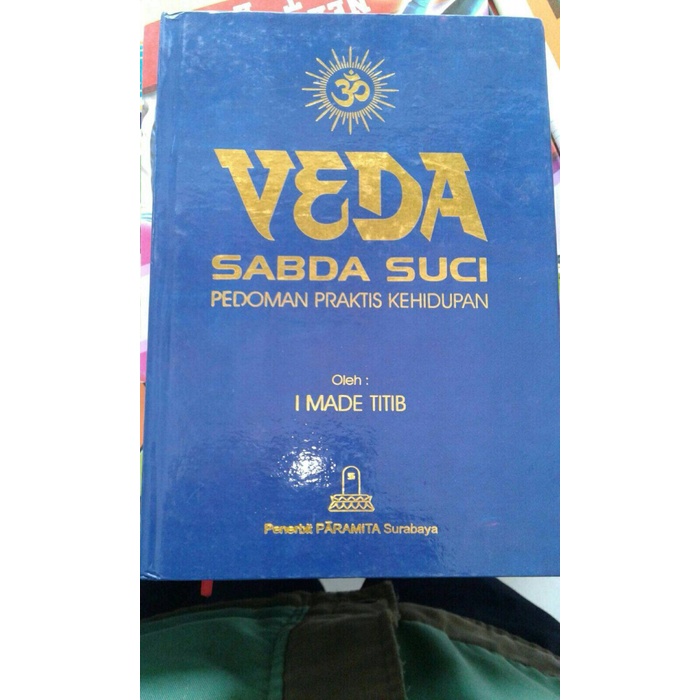 ॐ
VEDA
SABDA SUCI
PEDOMAN PRAKTIS KEHIDUPAN
Oleh :
I MADE TITIB
Penerbit PĀRAMITA Surabaya